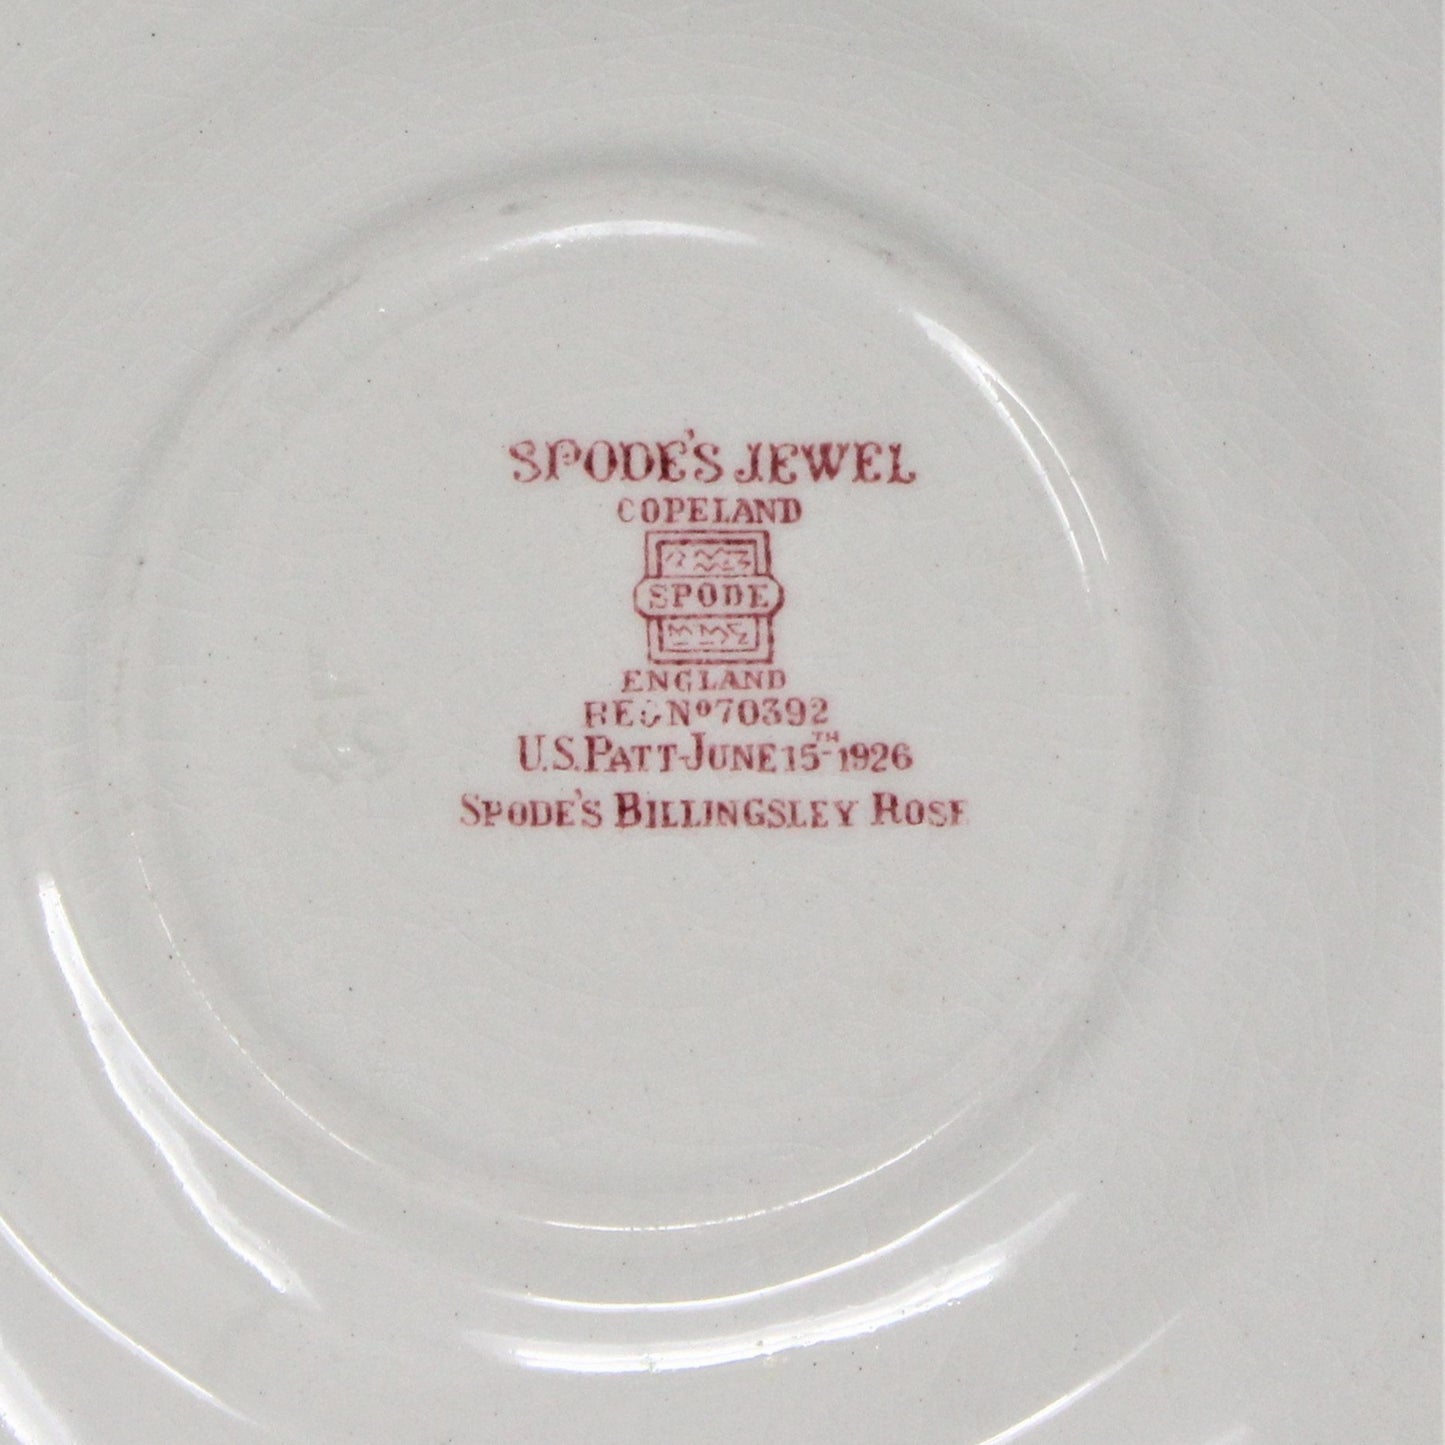 SPODE'S JEWEL
COPELAND
SPODE
ENGLAND
REG Nº 70392
U.S. PATT-JUNE 15TH-1926
SPODE'S BILLINGSLEY ROSE